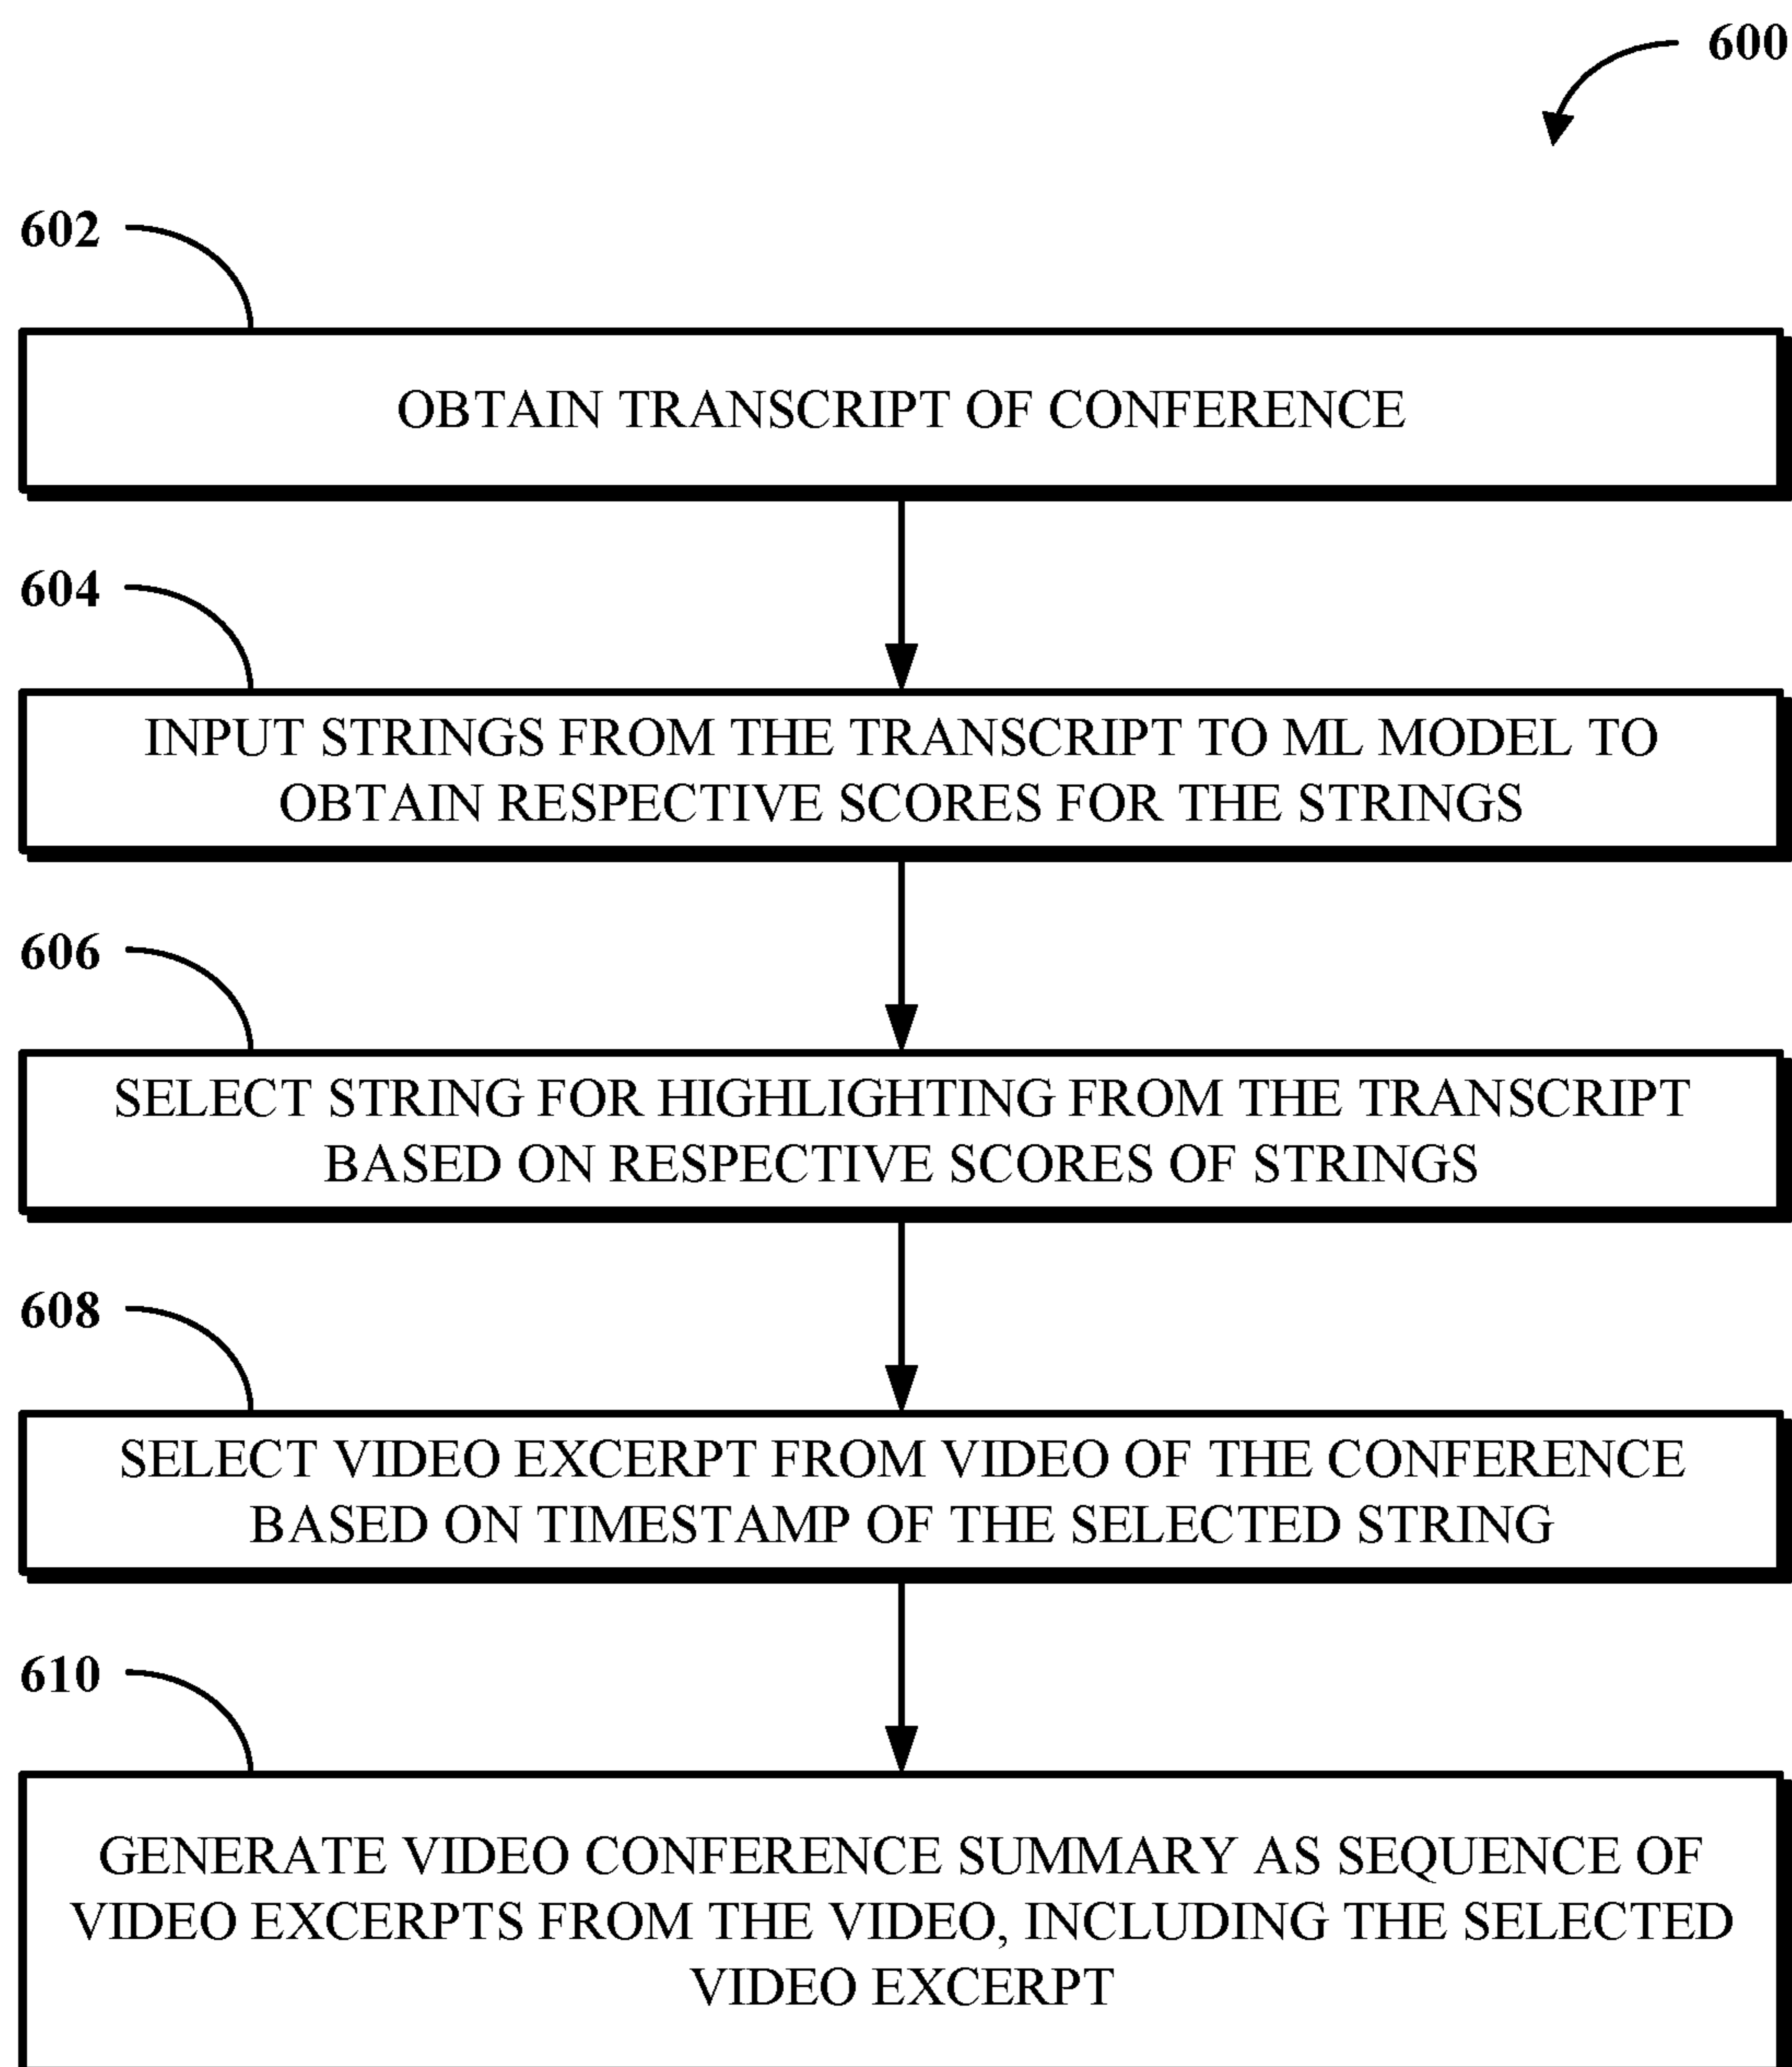 600
602
OBTAIN TRANSCRIPT OF CONFERENCE
604
INPUT STRINGS FROM THE TRANSCRIPT TO ML MODEL TO
OBTAIN RESPECTIVE SCORES FOR THE STRINGS
606
SELECT STRING FOR HIGHLIGHTING FROM THE TRANSCRIPT
BASED ON RESPECTIVE SCORES OF STRINGS
608
SELECT VIDEO EXCERPT FROM VIDEO OF THE CONFERENCE
BASED ON TIMESTAMP OF THE SELECTED STRING
610
GENERATE VIDEO CONFERENCE SUMMARY AS SEQUENCE OF
VIDEO EXCERPTS FROM THE VIDEO, INCLUDING THE SELECTED
VIDEO EXCERPT